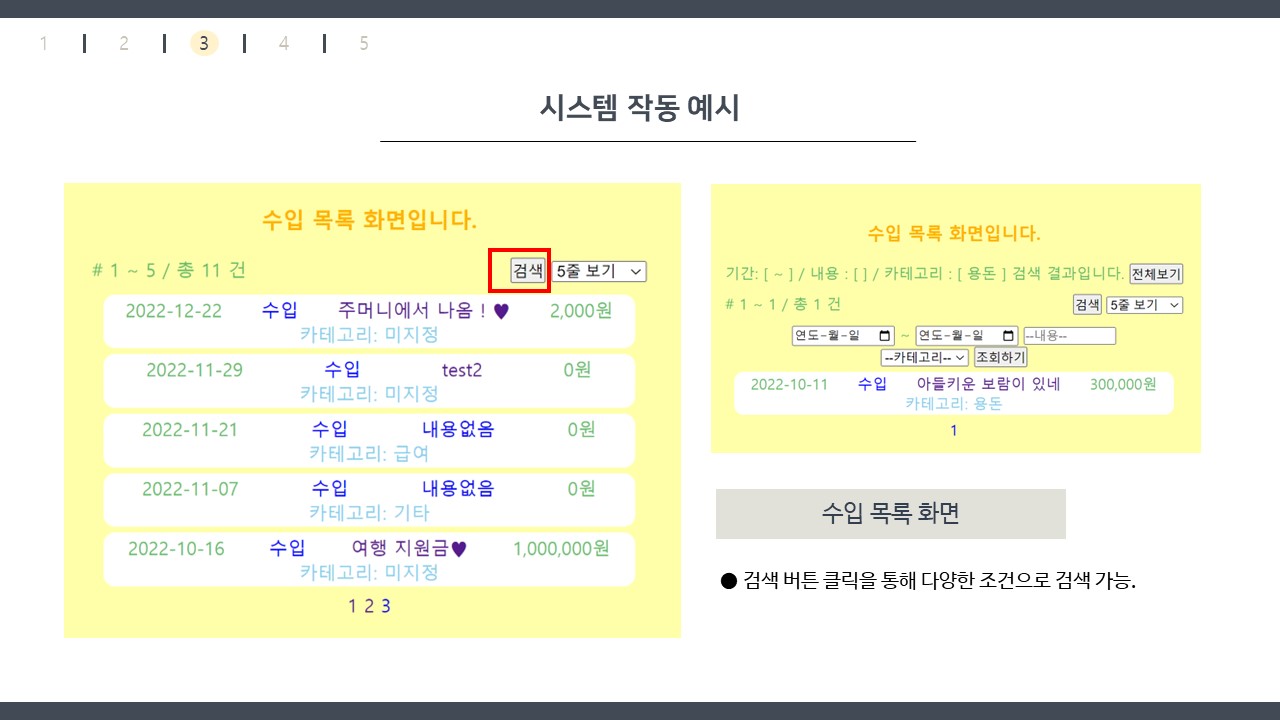 1 | 2 | 3 | 4 | 5
시스템 작동 예시
수입 목록 화면입니다.
# 1 ~ 5 / 총 11 건 검색 5줄 보기
2022-12-22 수입 주머니에서 나옴 ! ♥ 2,000원
카테고리: 미지정
2022-11-29 수입 test2 0원
카테고리: 미지정
2022-11-21 수입 내용없음 0원
카테고리: 급여
2022-11-07 수입 내용없음 0원
카테고리: 기타
2022-10-16 수입 여행 지원금♥ 1,000,000원
카테고리: 미지정
1 2 3
수입 목록 화면입니다.
기간: [ ~ ] / 내용 : [ ] / 카테고리 : [ 용돈 ] 검색 결과입니다. 전체보기
# 1 ~ 1 / 총 1 건 검색 5줄 보기
연도-월-일 ~ 연도-월-일 --내용--
--카테고리-- 조회하기
2022-10-11 수입 아들키운 보람이 있네 300,000원
카테고리: 용돈
1
수입 목록 화면
● 검색 버튼 클릭을 통해 다양한 조건으로 검색 가능.